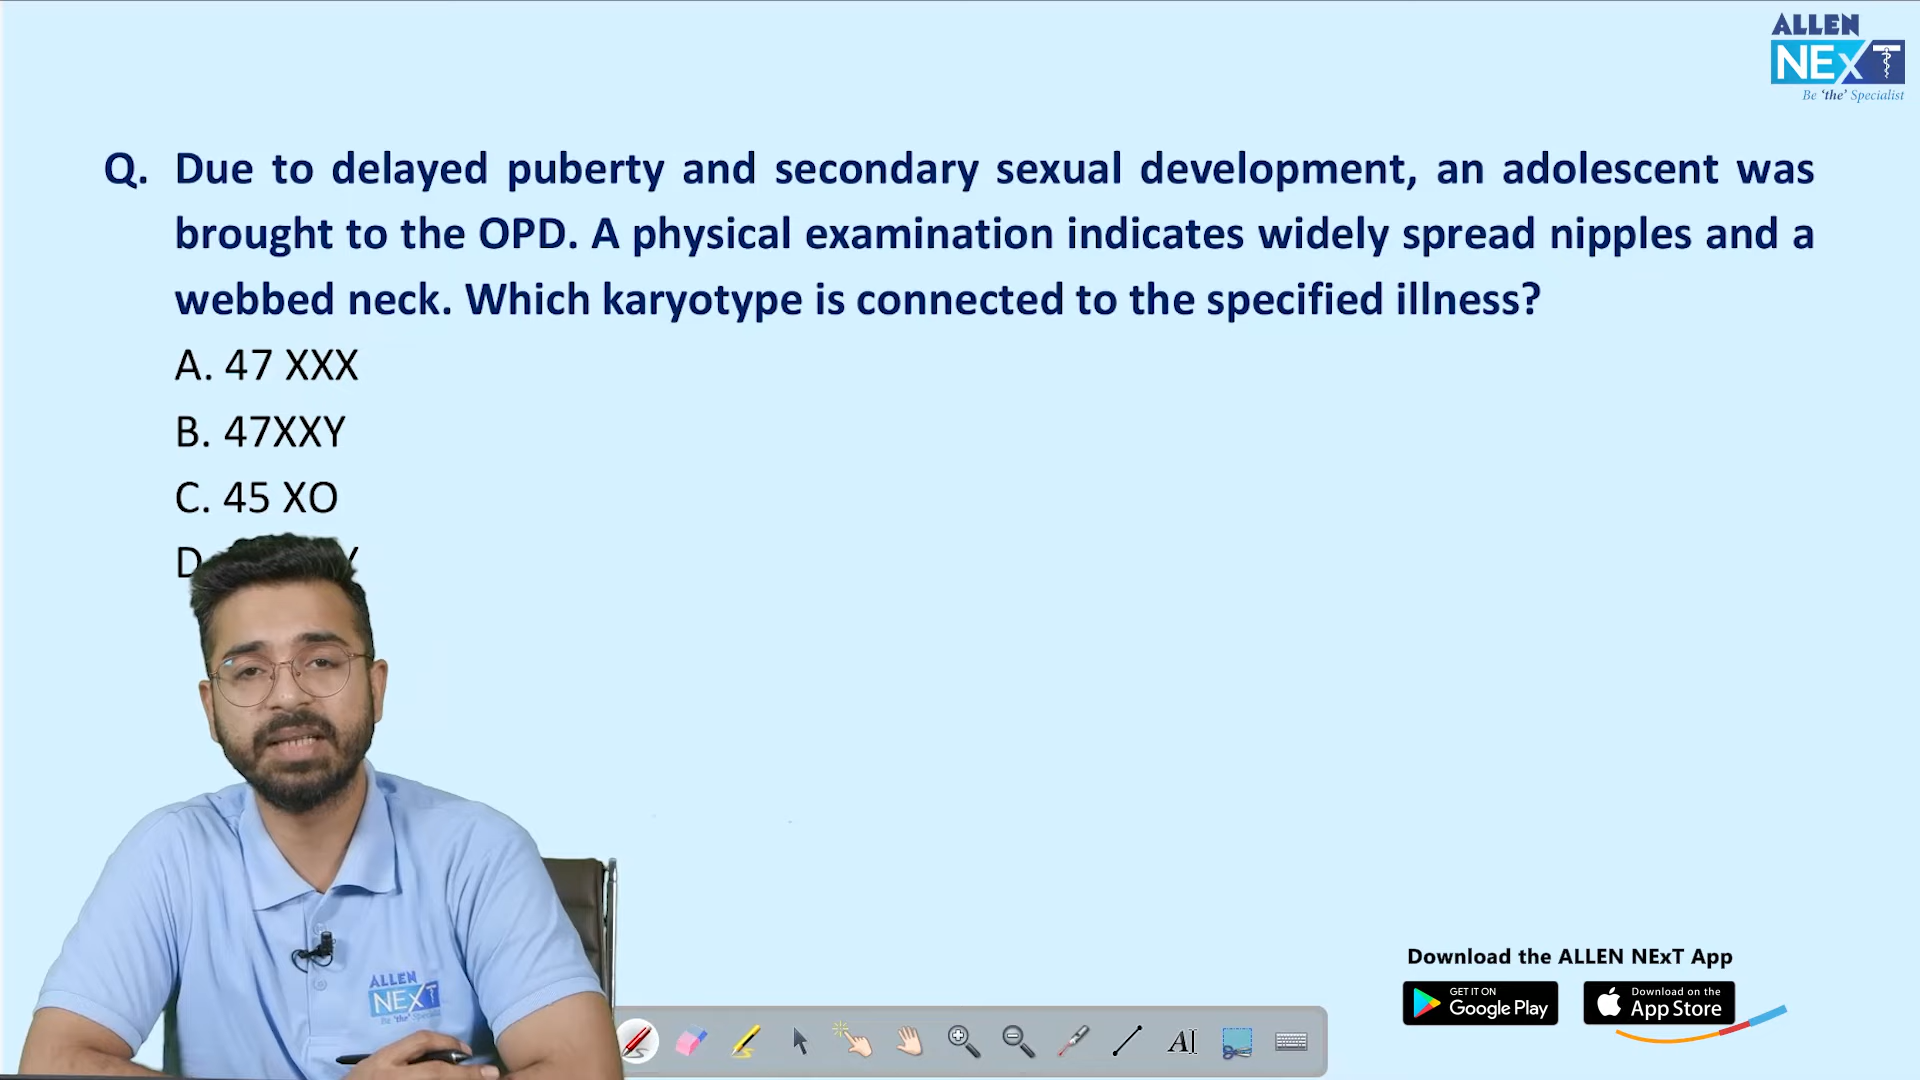 ALLEN
NEXT
Be 'the' Specialist
Q. Due to delayed puberty and secondary sexual development, an adolescent was
brought to the OPD. A physical examination indicates widely spread nipples and a
webbed neck. Which karyotype is connected to the specified illness?
A. 47 XXX
B. 47XXY
C. 45 XO
D
ALLEN
NEXT
Be 'the' Specialist
Download the ALLEN NExT App
GET IT ON
Google Play
Download on the
App Store
A